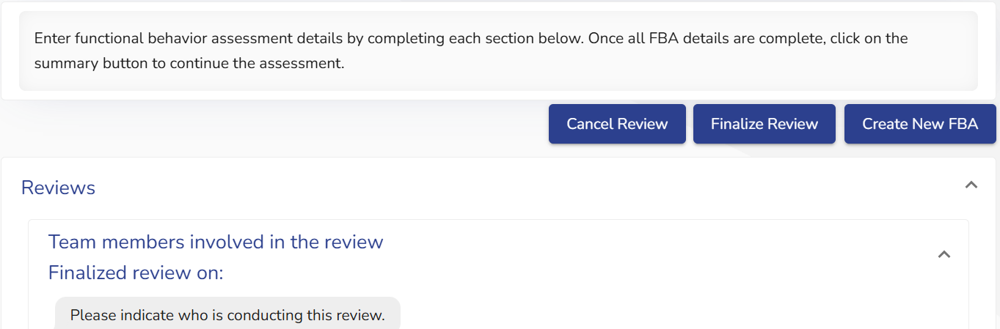 Enter functional behavior assessment details by completing each section below. Once all FBA details are complete, click on the
summary button to continue the assessment.
Cancel Review
Finalize Review
Create New FBA
Reviews
Team members involved in the review
Finalized review on:
Please indicate who is conducting this review.